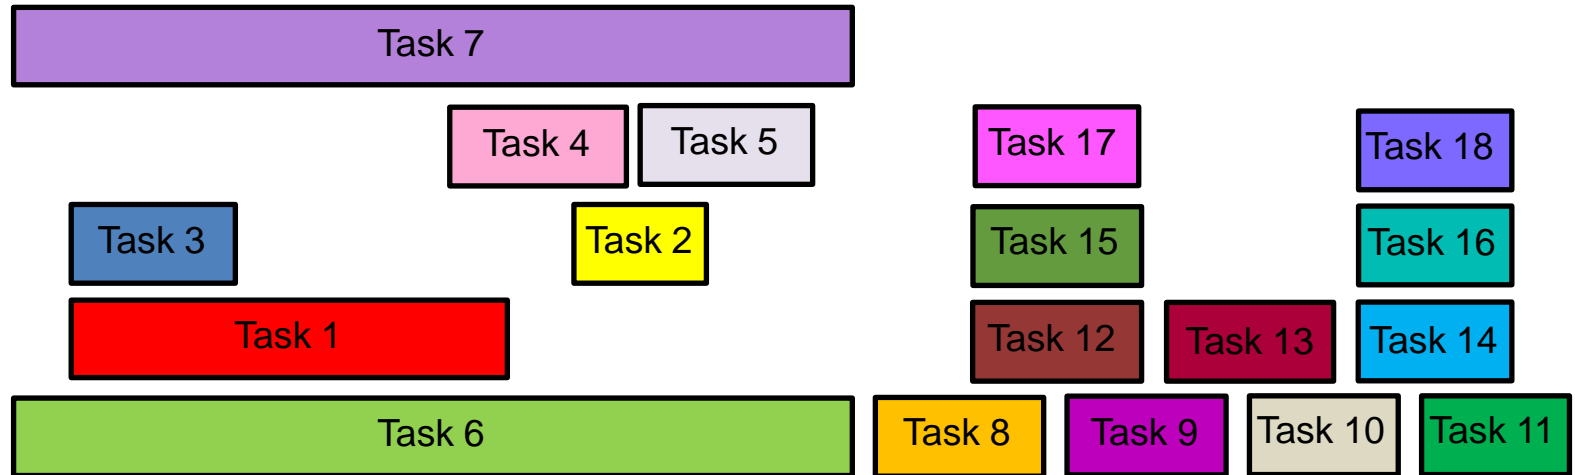 Task 7
Task 4
Task 5
Task 17
Task 18
Task 3
Task 2
Task 15
Task 16
Task 1
Task 12
Task 13
Task 14
Task 6
Task 8
Task 9
Task 10
Task 11